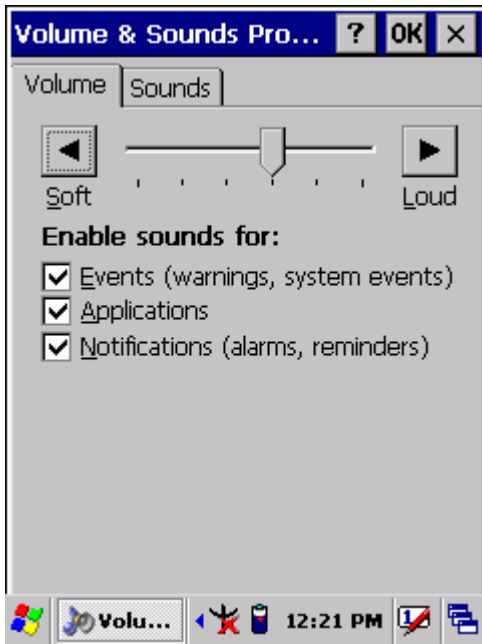 Volume & Sounds Pro... ? OK ×
Volume Sounds
Soft Loud
Enable sounds for:
Events (warnings, system events)
Applications
Notifications (alarms, reminders)
Volu... 12:21 PM